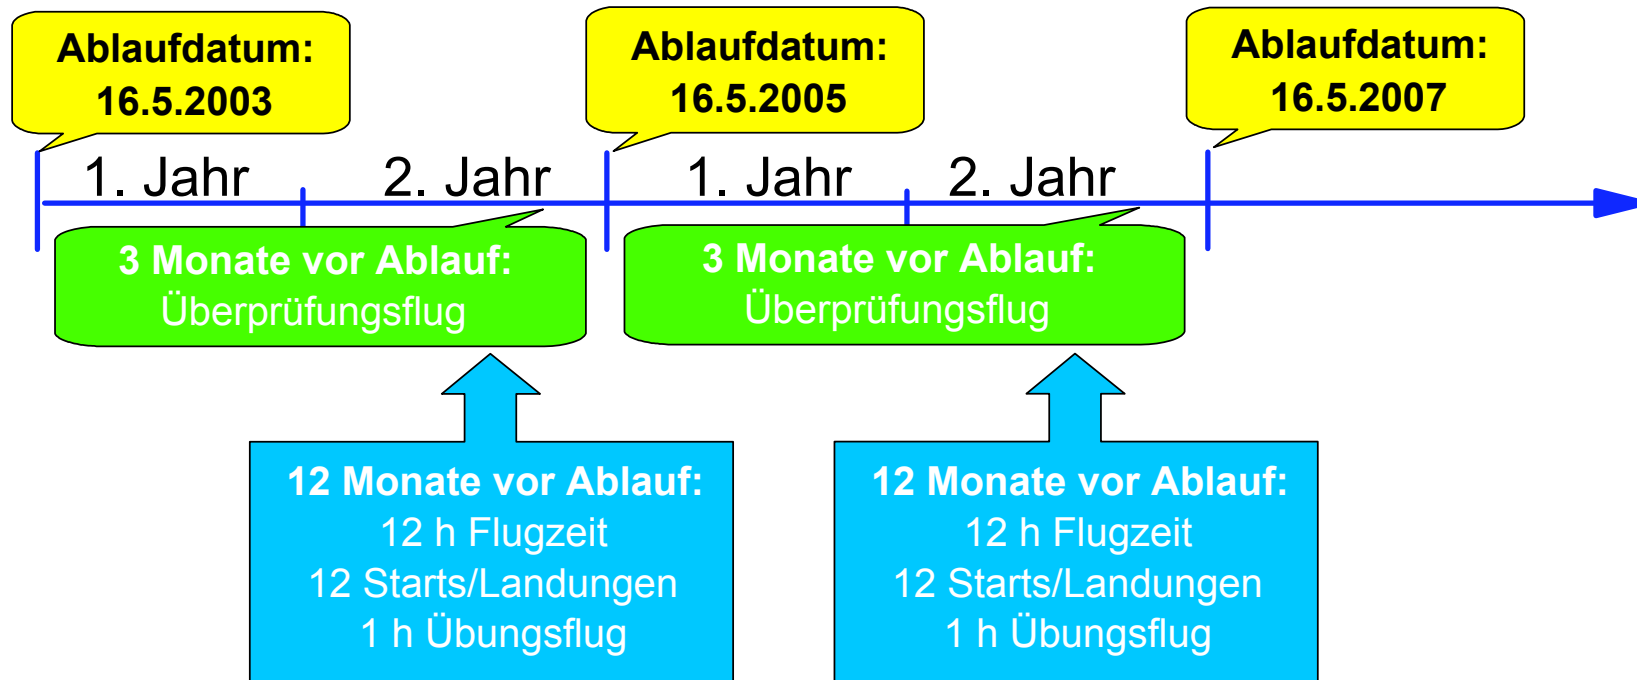 Ablaufdatum:
16.5.2003
Ablaufdatum:
16.5.2005
Ablaufdatum:
16.5.2007
1. Jahr
2. Jahr
1. Jahr
2. Jahr
3 Monate vor Ablauf:
Überprüfungsflug
3 Monate vor Ablauf:
Überprüfungsflug
12 Monate vor Ablauf:
12 h Flugzeit
12 Starts/Landungen
1 h Übungsflug
12 Monate vor Ablauf:
12 h Flugzeit
12 Starts/Landungen
1 h Übungsflug